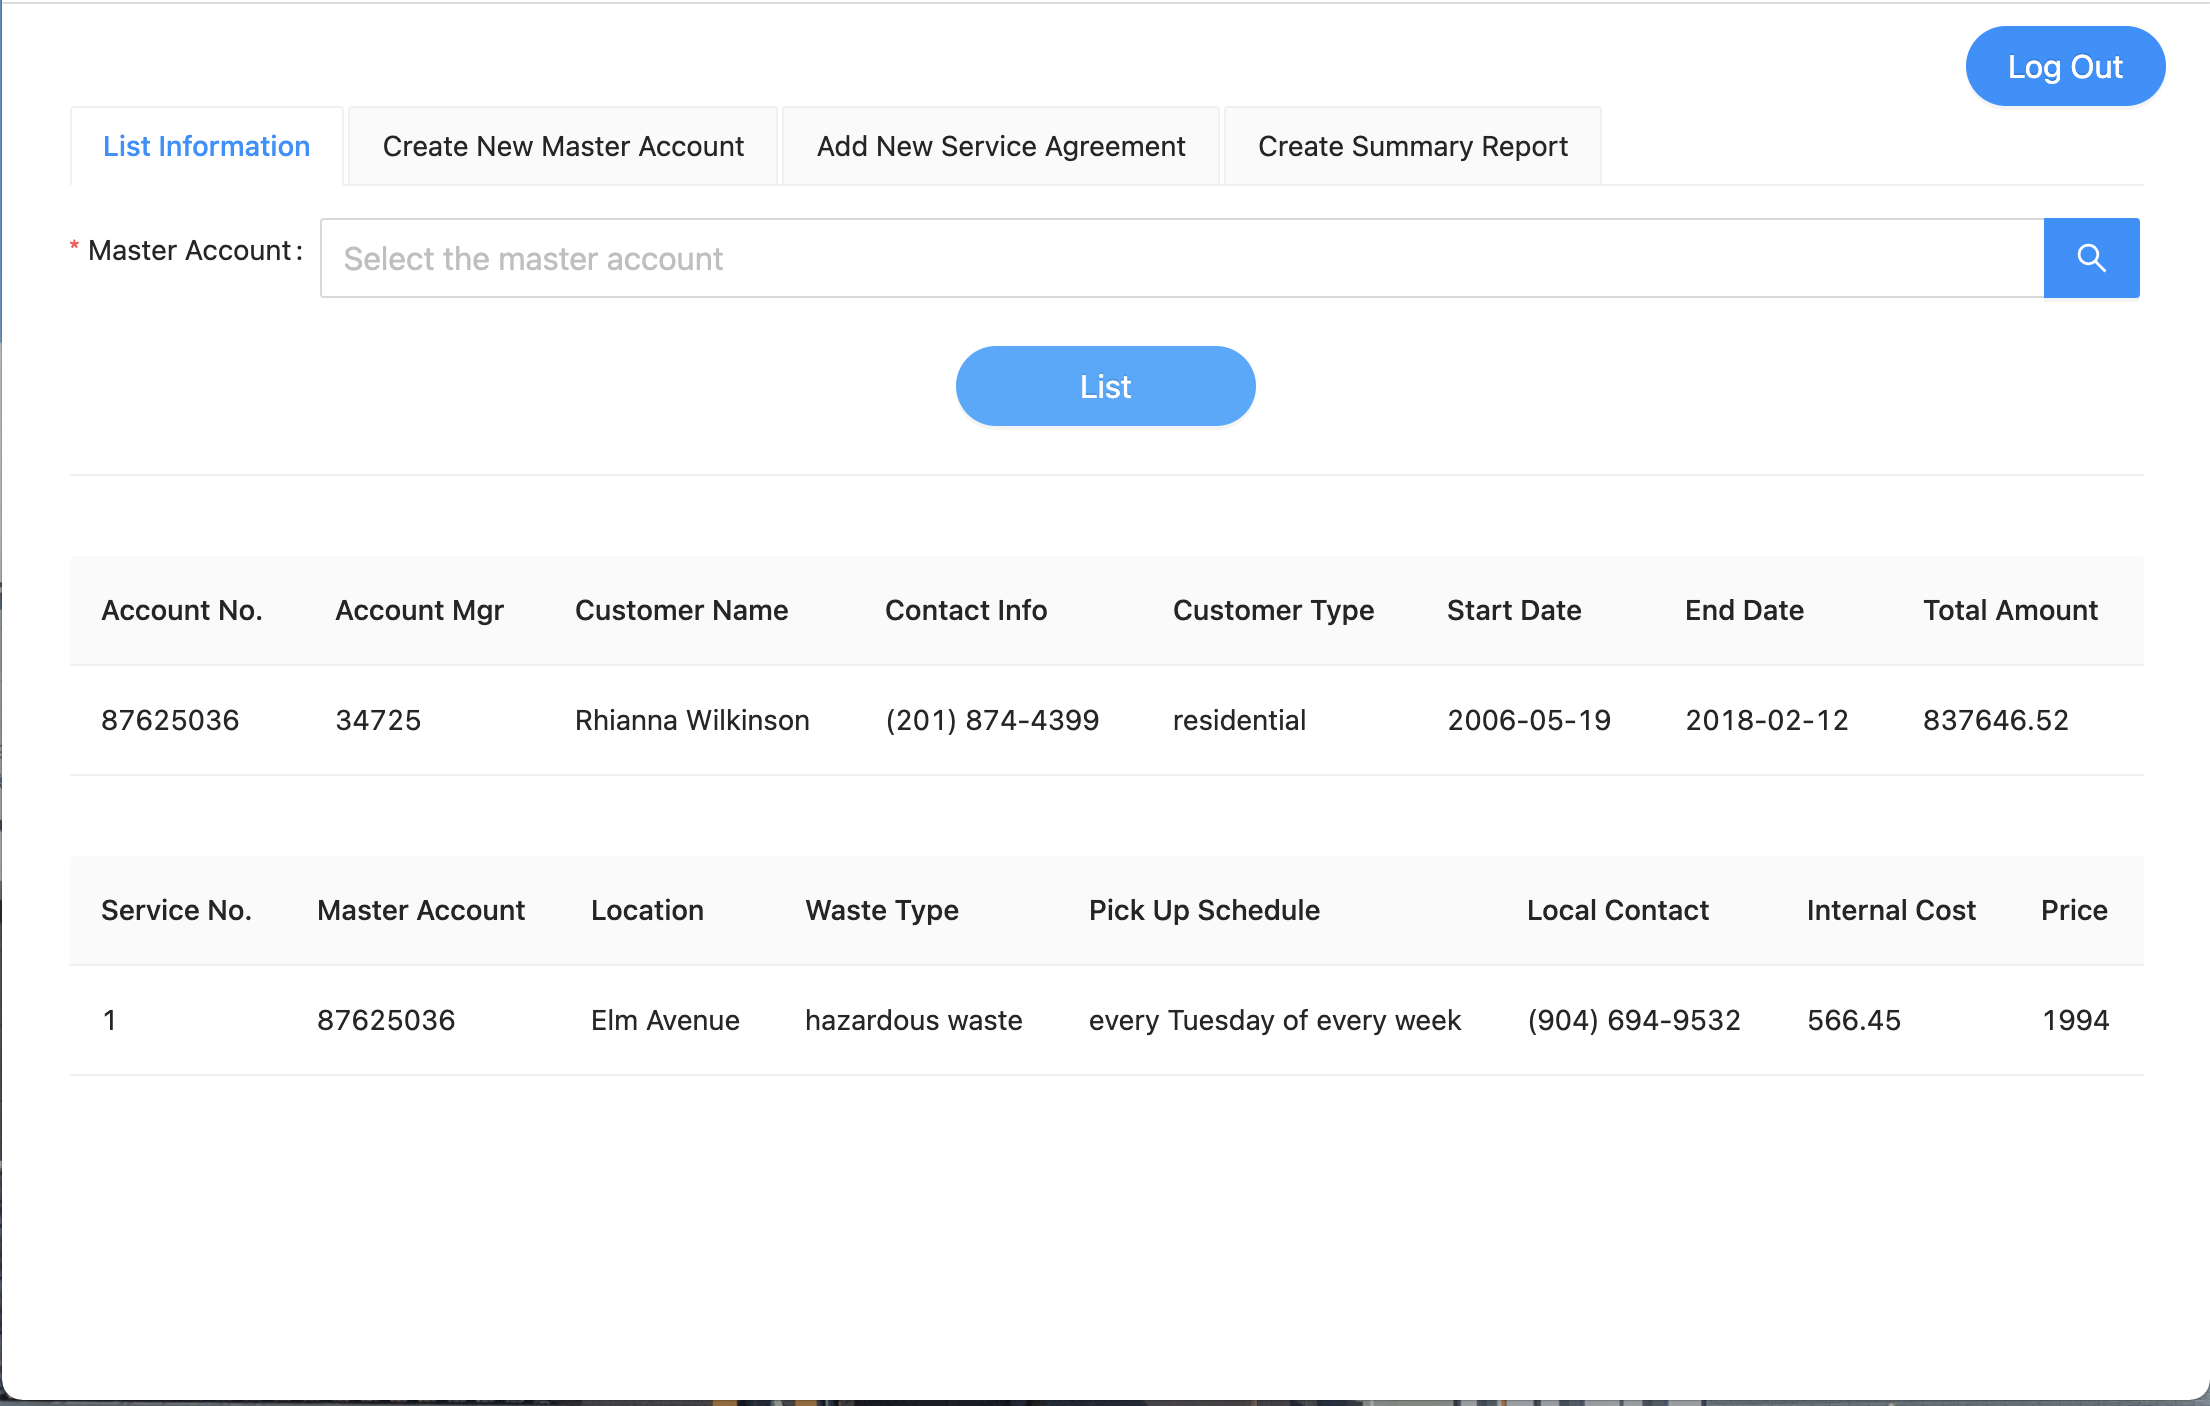 Log Out
List Information Create New Master Account Add New Service Agreement Create Summary Report
* Master Account: Select the master account
List
Account No. Account Mgr Customer Name Contact Info Customer Type Start Date End Date Total Amount
87625036 34725 Rhianna Wilkinson (201) 874-4399 residential 2006-05-19 2018-02-12 837646.52
Service No. Master Account Location Waste Type Pick Up Schedule Local Contact Internal Cost Price
1 87625036 Elm Avenue hazardous waste every Tuesday of every week (904) 694-9532 566.45 1994